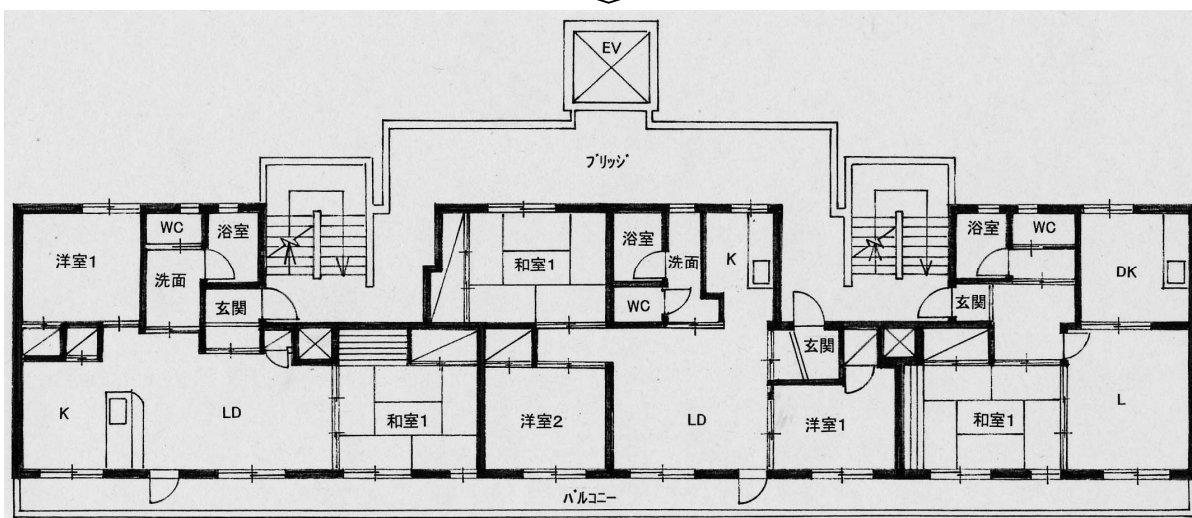 EV
ブリッジ
WC
浴室
洋室1
洗面
玄関
K
LD
和室1
和室1
浴室
洗面
K
WC
洋室2
LD
玄関
洋室1
浴室
WC
DK
玄関
和室1
L
バルコニー